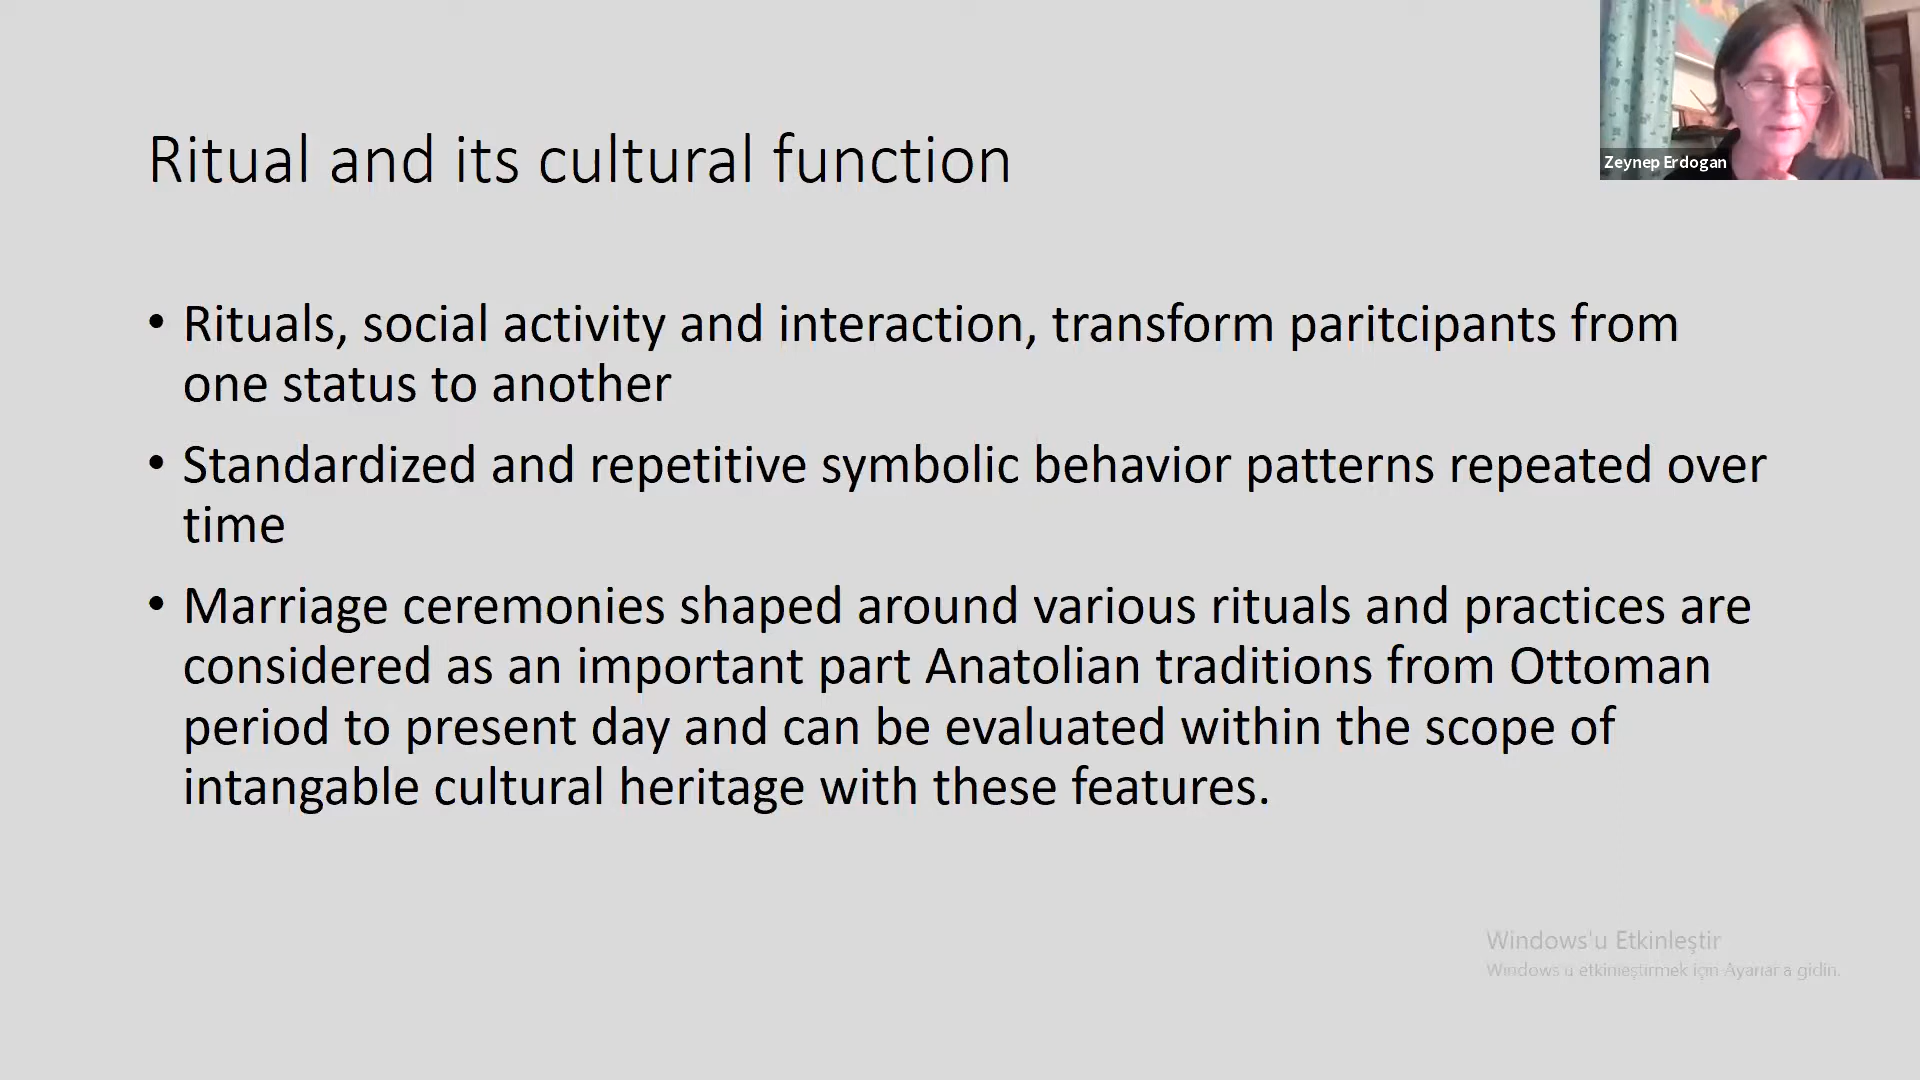 Ritual and its cultural function
Zeynep Erdogan
• Rituals, social activity and interaction, transform paritcipants from
one status to another
• Standardized and repetitive symbolic behavior patterns repeated over
time
• Marriage ceremonies shaped around various rituals and practices are
considered as an important part Anatolian traditions from Ottoman
period to present day and can be evaluated within the scope of
intangable cultural heritage with these features.
Windows'u Etkinleştir
Windows'u etkinleştirmek için Ayarlar'a gidin.